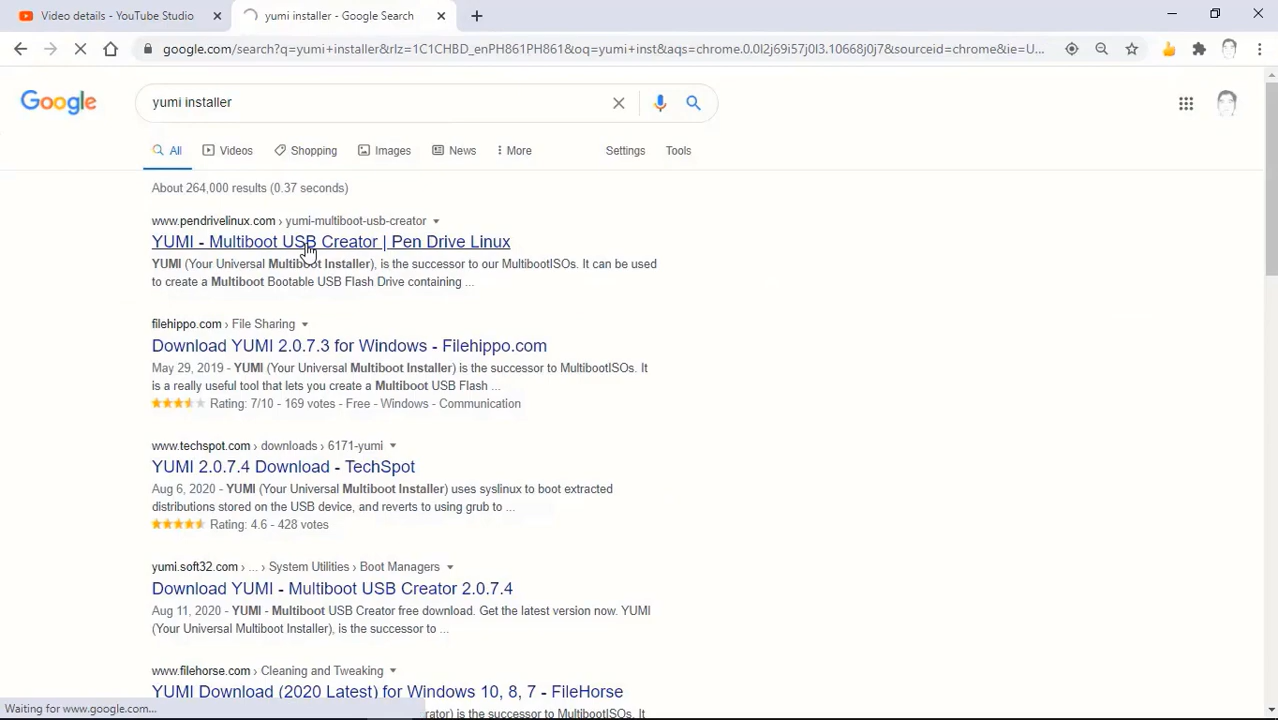 Video details - YouTube Studio
yumi installer - Google Search
google.com/search?q=yumi+installer&rlz=1C1CHBD_enPH861PH861&oq=yumi+inst&aqs=chrome.0.0l2j69i57j0l3.10668j0j7&sourceid=chrome&ie=U...
Google
yumi installer
All
Videos
Shopping
Images
News
More
Settings
Tools
About 264,000 results (0.37 seconds)
www.pendrivelinux.com › yumi-multiboot-usb-creator
YUMI - Multiboot USB Creator | Pen Drive Linux
YUMI (Your Universal Multiboot Installer), is the successor to our MultibootISOs. It can be used
to create a Multiboot Bootable USB Flash Drive containing ...
filehippo.com › File Sharing
Download YUMI 2.0.7.3 for Windows - Filehippo.com
May 29, 2019 - YUMI (Your Universal Multiboot Installer) is the successor to MultibootISOs. It
is a really useful tool that lets you create a Multiboot USB Flash ...
Rating: 7/10 - 169 votes - Free - Windows - Communication
www.techspot.com › downloads › 6171-yumi
YUMI 2.0.7.4 Download - TechSpot
Aug 6, 2020 - YUMI (Your Universal Multiboot Installer) uses syslinux to boot extracted
distributions stored on the USB device, and reverts to using grub to ...
Rating: 4.6 - 428 votes
yumi.soft32.com › ... › System Utilities › Boot Managers
Download YUMI - Multiboot USB Creator 2.0.7.4
Aug 11, 2020 - YUMI - Multiboot USB Creator free download. Get the latest version now. YUMI
(Your Universal Multiboot Installer), is the successor to ...
www.filehorse.com › Cleaning and Tweaking
YUMI Download (2020 Latest) for Windows 10, 8, 7 - FileHorse
Waiting for www.google.com...